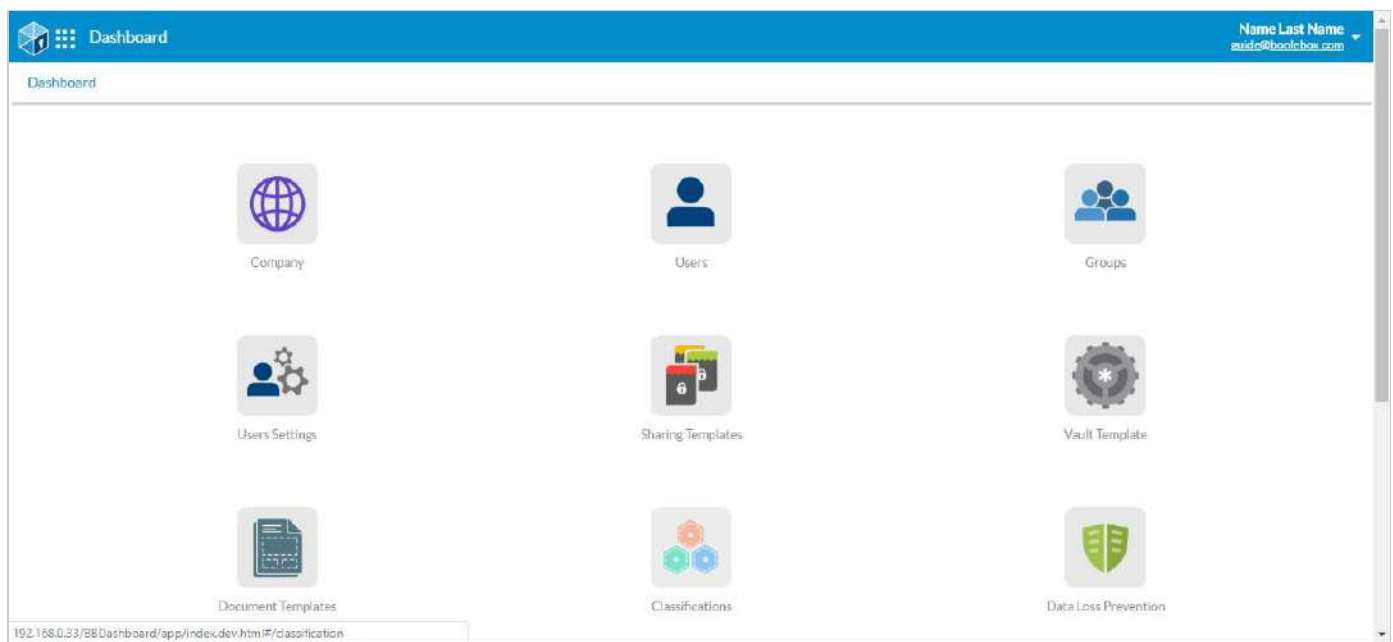 Dashboard
Name Last Name
guide@boolebox.com
Dashboard
Company
Users
Groups
Users Settings
Sharing Templates
Vault Template
Document Templates
Classifications
Data Loss Prevention
192.168.0.33/BBDashboard/app/index.dev.html#/classification